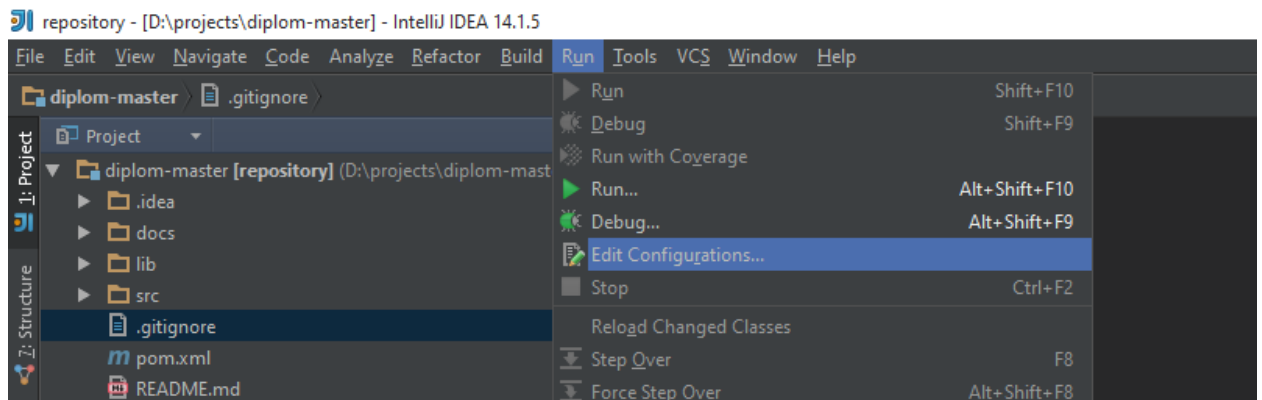 repository - [D:\projects\diplom-master] - IntelliJ IDEA 14.1.5
File Edit View Navigate Code Analyze Refactor Build Run Tools VCS Window Help
diplom-master .gitignore
1: Project
7: Structure
Project
diplom-master [repository] (D:\projects\diplom-mast
.idea
docs
lib
src
.gitignore
pom.xml
README.md
Run Shift+F10
Debug Shift+F9
Run with Coverage
Run... Alt+Shift+F10
Debug... Alt+Shift+F9
Edit Configurations...
Stop Ctrl+F2
Reload Changed Classes
Step Over F8
Force Step Over Alt+Shift+F8